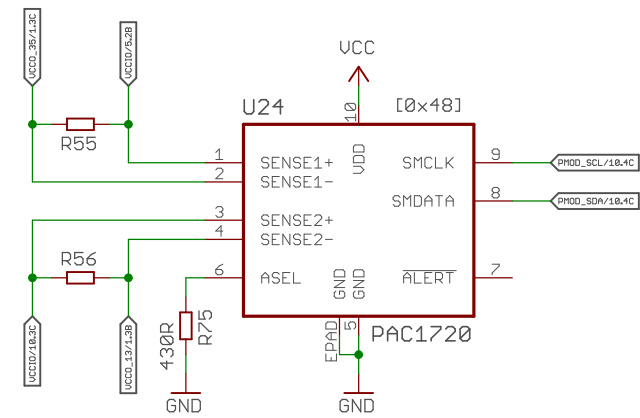 VCCO_35/1.3C
VCCIO/5.2B
VCC
U24
[0x48]
10
R55
1
SENSE1+
VDD
SMCLK
9
PMOD_SCL/10.4C
2
SENSE1-
SMDATA
8
PMOD_SDA/10.4C
3
SENSE2+
4
SENSE2-
R56
6
ASEL
GND
GND
ALERT
7
430R
R75
EPAD
5
PAC1720
VCCIO/10.3C
VCCO_13/1.3B
GND
GND